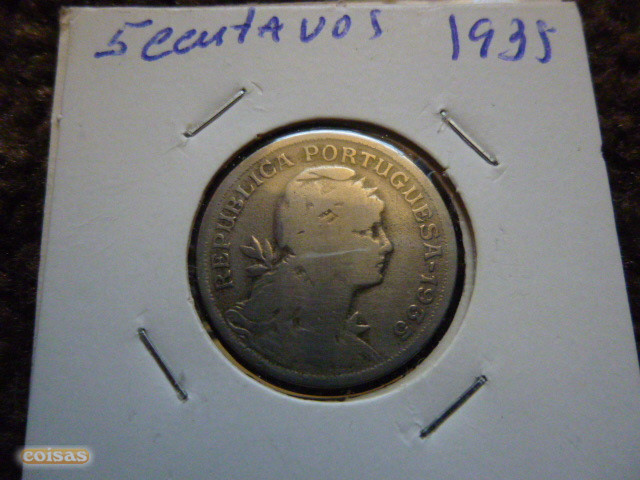 5 centavos 1935
REPUBLICA PORTUGUESA·1935
coisas